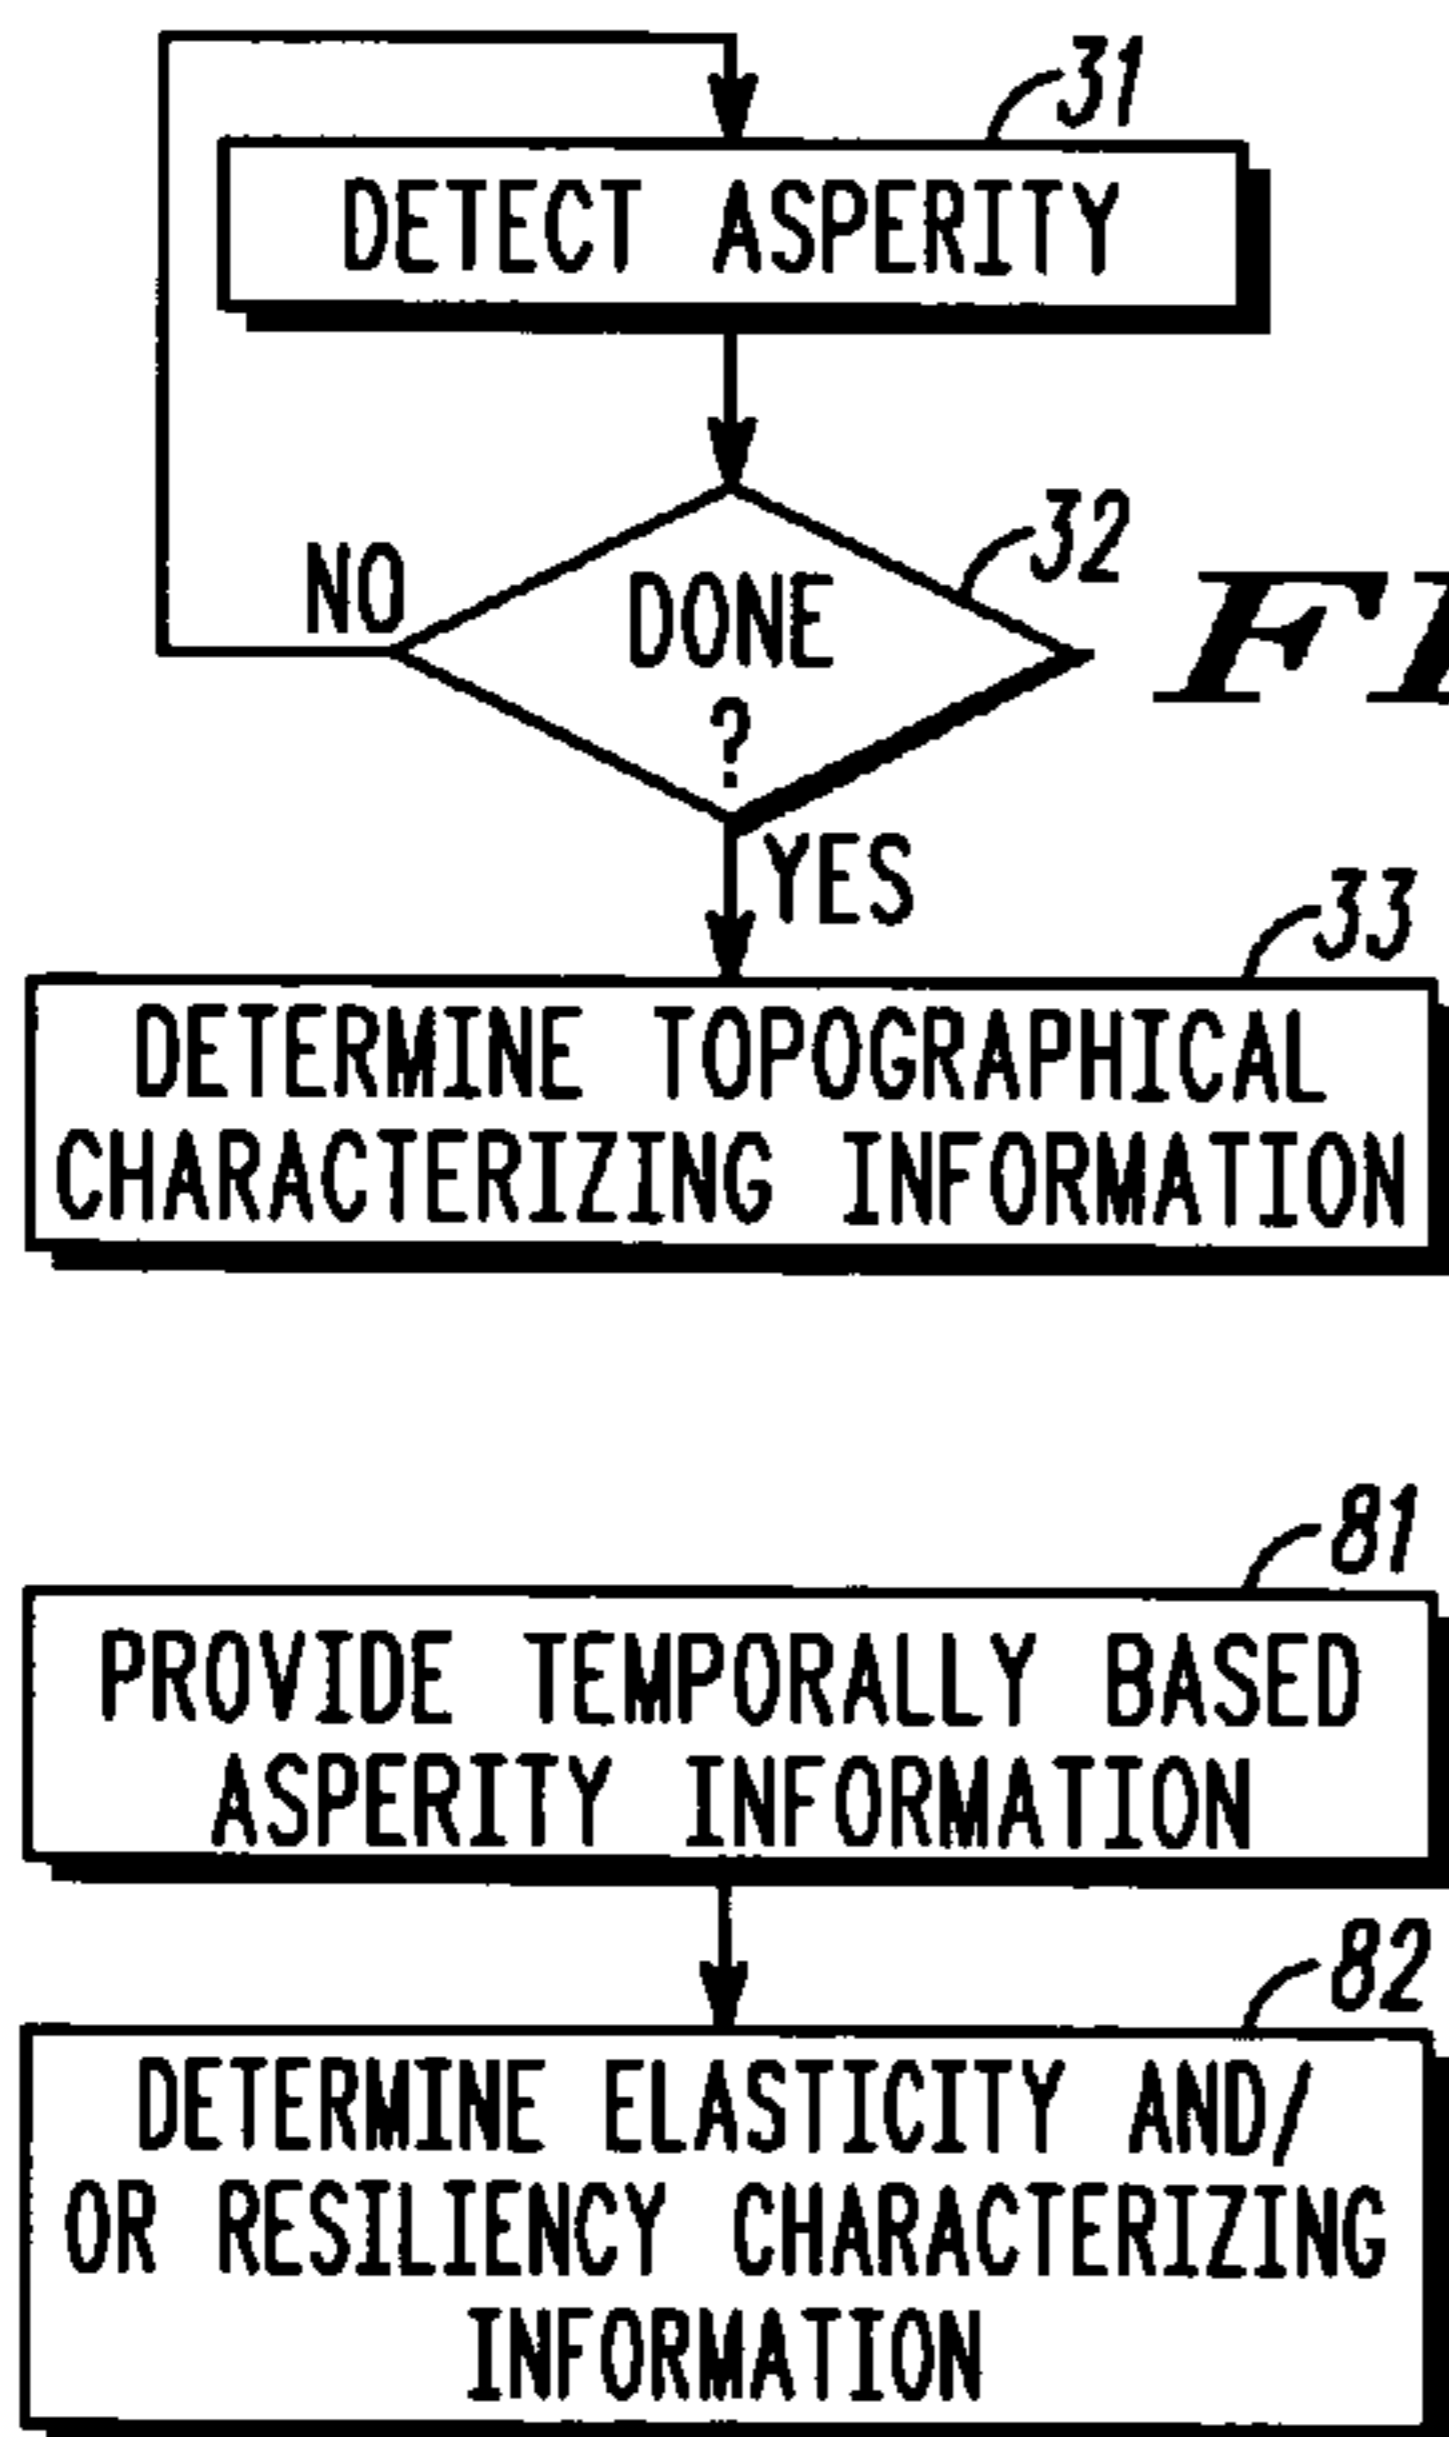 31
DETECT ASPERITY
32
NO
DONE
?
YES
33
DETERMINE TOPOGRAPHICAL
CHARACTERIZING INFORMATION
81
PROVIDE TEMPORALLY BASED
ASPERITY INFORMATION
82
DETERMINE ELASTICITY AND/
OR RESILIENCY CHARACTERIZING
INFORMATION